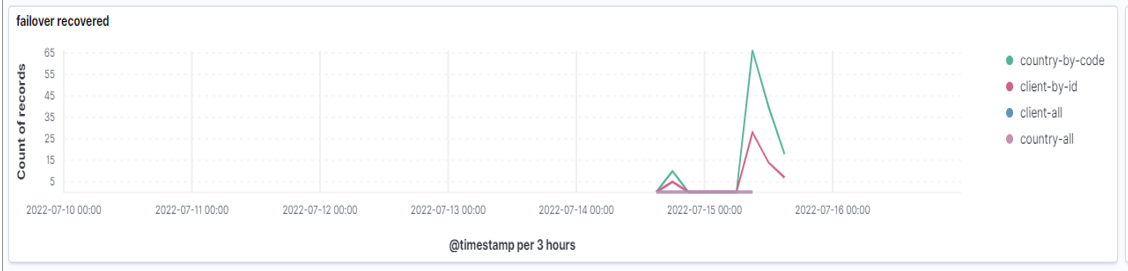 failover recovered
Count of records
65
55
45
35
25
15
5
2022-07-10 00:00
2022-07-11 00:00
2022-07-12 00:00
2022-07-13 00:00
2022-07-14 00:00
2022-07-15 00:00
2022-07-16 00:00
@timestamp per 3 hours
country-by-code
client-by-id
client-all
country-all